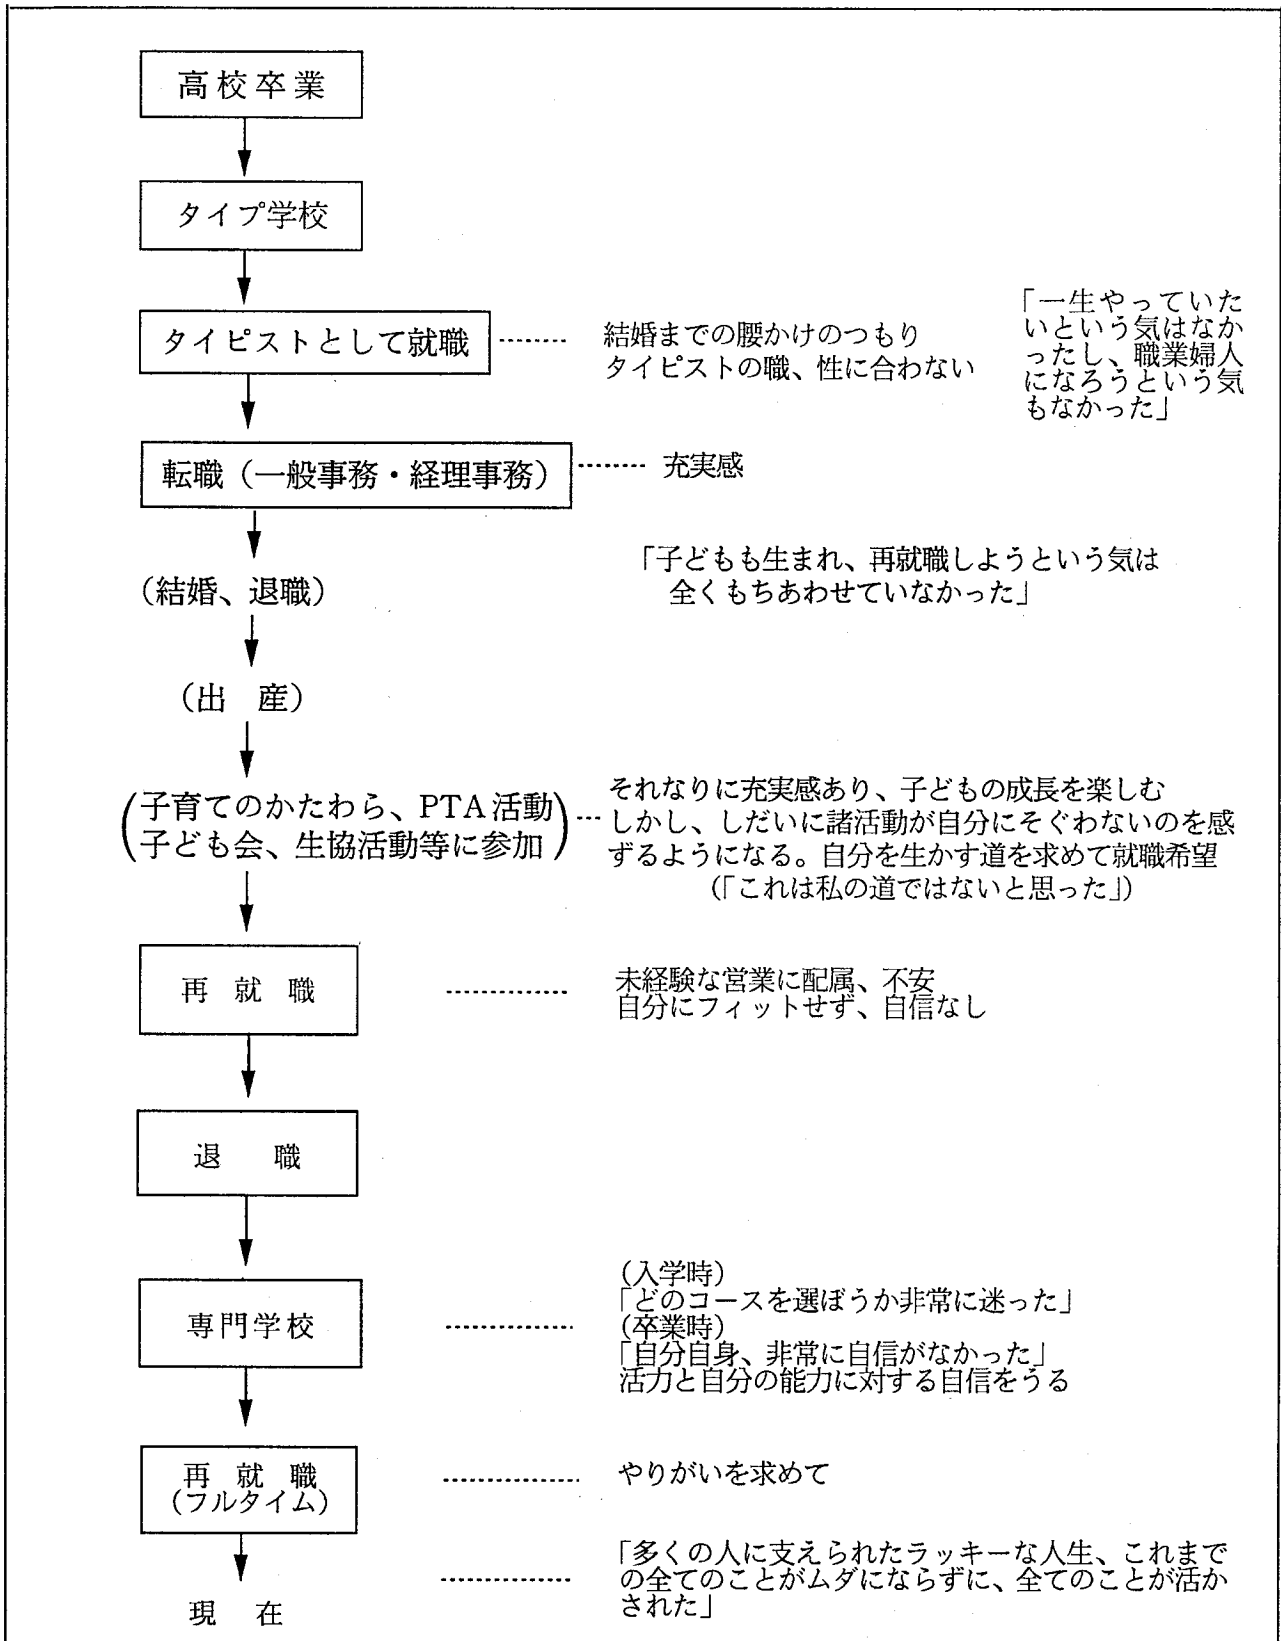 高校卒業
タイプ学校
タイピストとして就職
結婚までの腰かけのつもり
タイピストの職、性に合わない
「一生やっていた
いという気はなか
ったし、職業婦人
になろうという気
もなかった」
転職（一般事務・経理事務）
充実感
（結婚、退職）
「子どもも生まれ、再就職しようという気は
全くもちあわせていなかった」
（出 産）
（子育てのかたわら、PTA活動
子ども会、生協活動等に参加）
それなりに充実感あり、子どもの成長を楽しむ
しかし、しだいに諸活動が自分にそぐわないのを感
ずるようになる。自分を生かす道を求めて就職希望
（「これは私の道ではないと思った」）
再 就 職
未経験な営業に配属、不安
自分にフィットせず、自信なし
退 職
専門学校
（入学時）
「どのコースを選ぼうか非常に迷った」
（卒業時）
「自分自身、非常に自信がなかった」
活力と自分の能力に対する自信をうる
再 就 職
（フルタイム）
やりがいを求めて
「多くの人に支えられたラッキーな人生、これまで
の全てのことがムダにならずに、全てのことが活か
された」
現 在